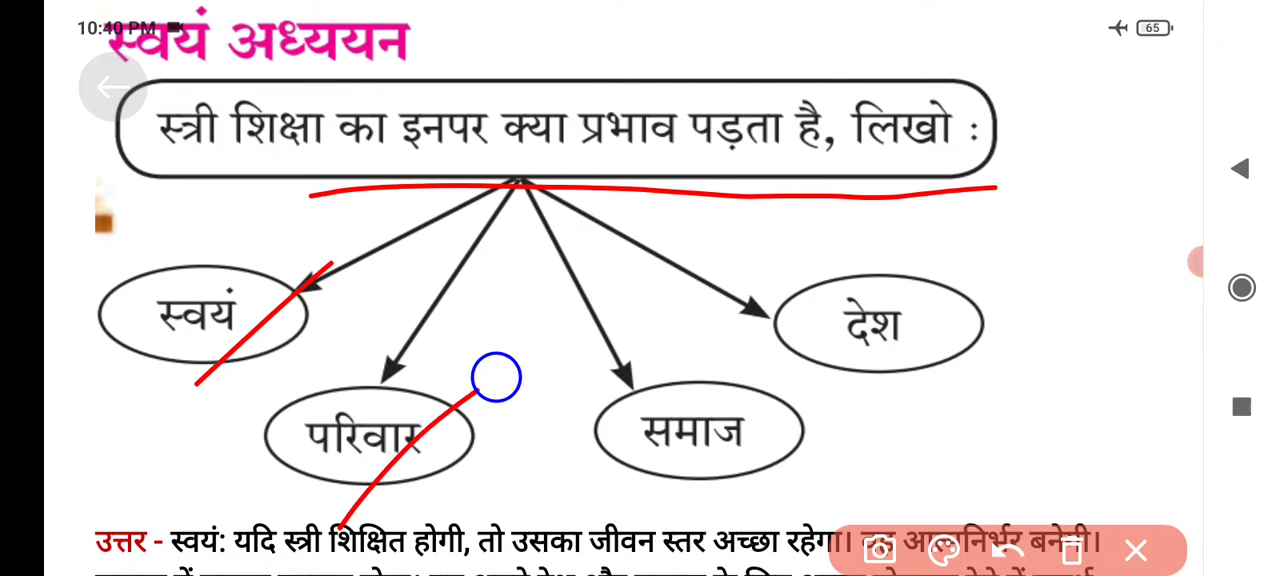 10:40 PM
65
स्वयं अध्ययन
स्त्री शिक्षा का इनपर क्या प्रभाव पड़ता है, लिखो :
स्वयं
देश
परिवार
समाज
उत्तर - स्वयं: यदि स्त्री शिक्षित होगी, तो उसका जीवन स्तर अच्छा रहेगा। वह आत्मनिर्भर बनेगी।